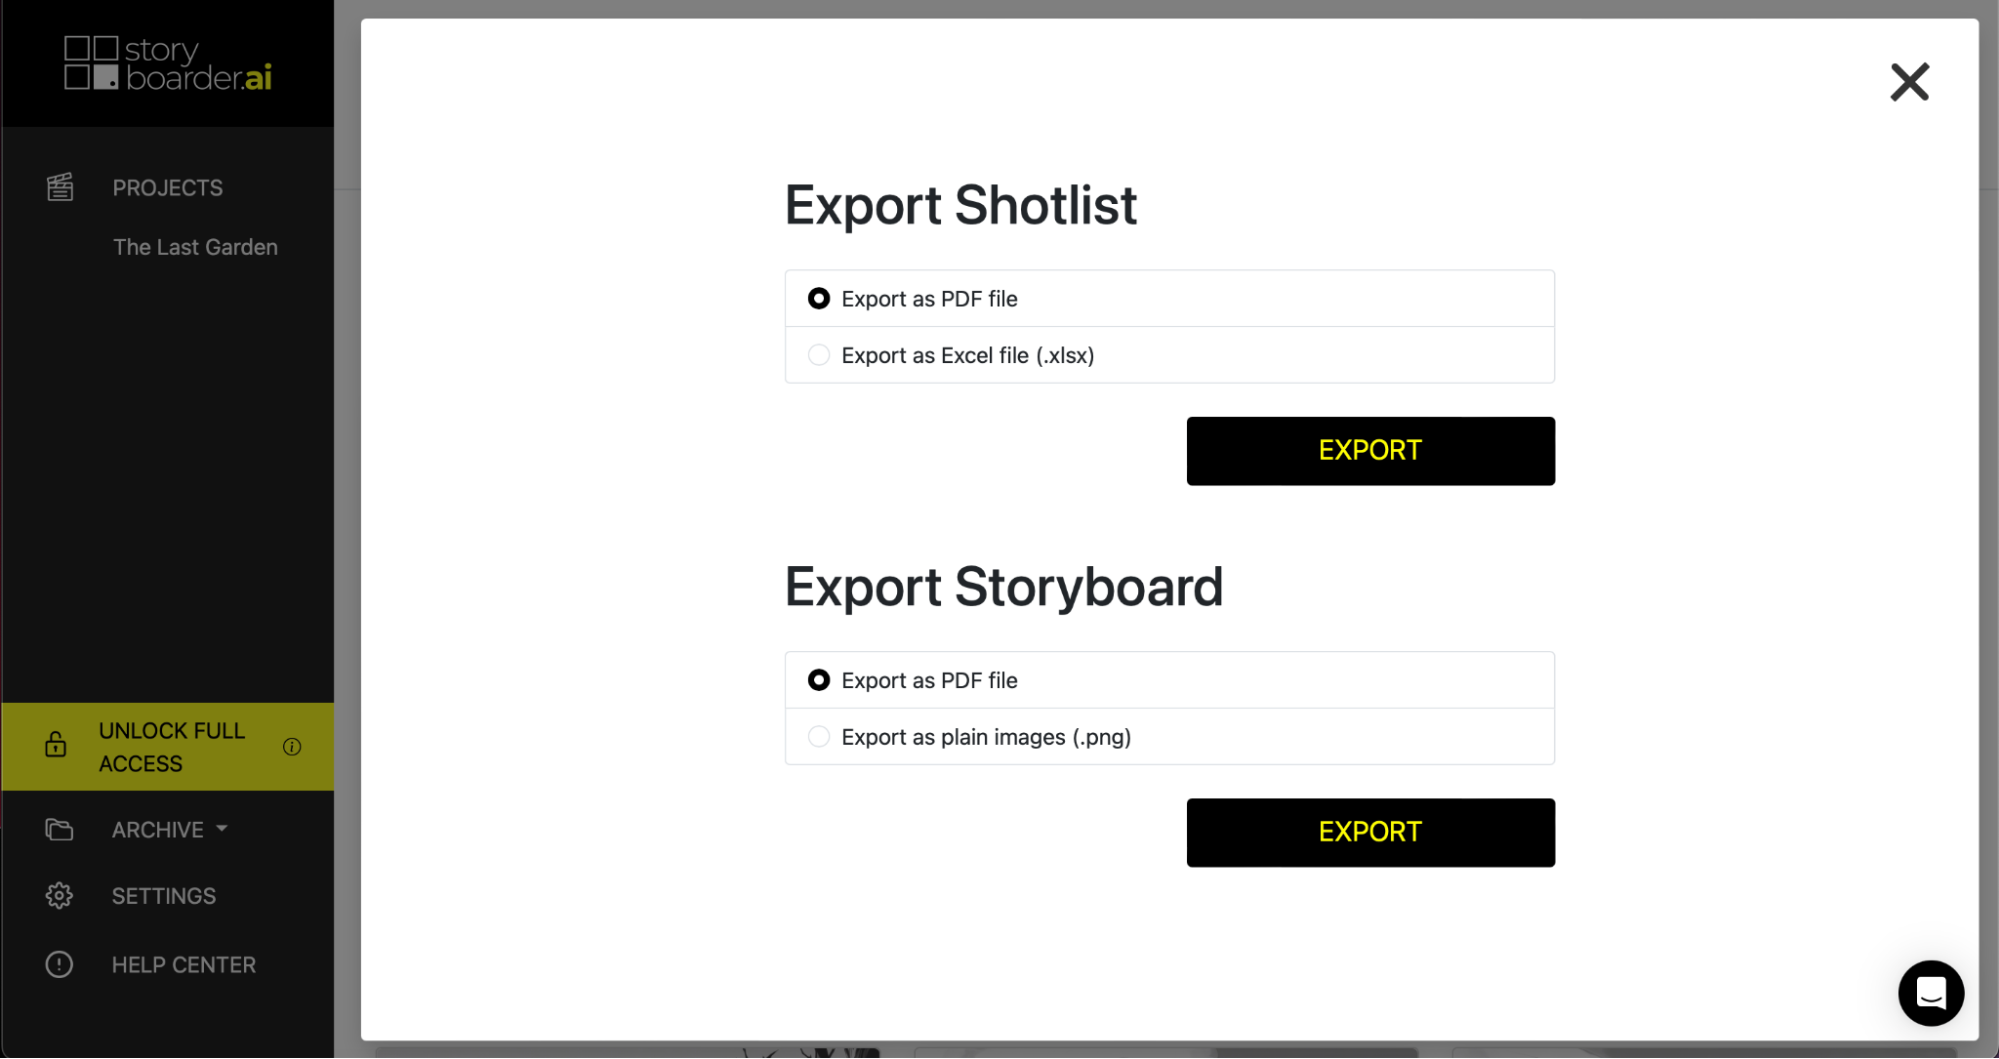 story
boarder.ai
PROJECTS
The Last Garden
UNLOCK FULL
ACCESS
ARCHIVE
SETTINGS
HELP CENTER
Export Shotlist
Export as PDF file
Export as Excel file (.xlsx)
EXPORT
Export Storyboard
Export as PDF file
Export as plain images (.png)
EXPORT